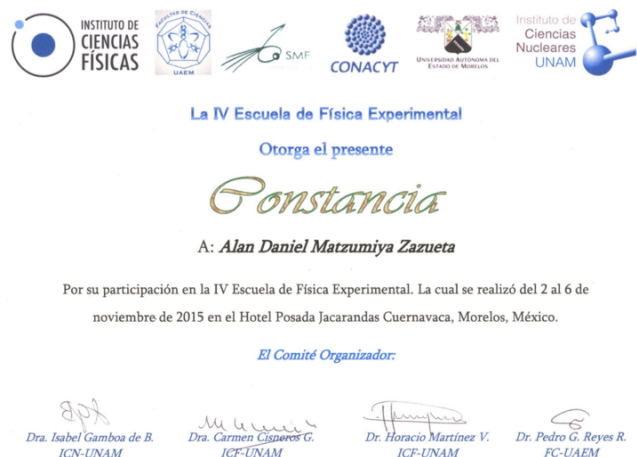 INSTITUTO DE
CIENCIAS
FÍSICAS
FACULTAD DE CIENCIAS
UAEM
SMF
CONACYT
UNIVERSIDAD AUTÓNOMA DEL
ESTADO DE MORELOS
Instituto de
Ciencias
Nucleares
UNAM
La IV Escuela de Física Experimental
Otorga el presente
Constancia
A: Alan Daniel Matzumiya Zazueta
Por su participación en la IV Escuela de Física Experimental. La cual se realizó del 2 al 6 de
noviembre de 2015 en el Hotel Posada Jacarandas Cuernavaca, Morelos, México.
El Comité Organizador:
Dra. Isabel Gamboa de B.
ICN-UNAM
Dra. Carmen Cisneros G.
ICF-UNAM
Dr. Horacio Martínez V.
ICF-UNAM
Dr. Pedro G. Reyes R.
FC-UAEM